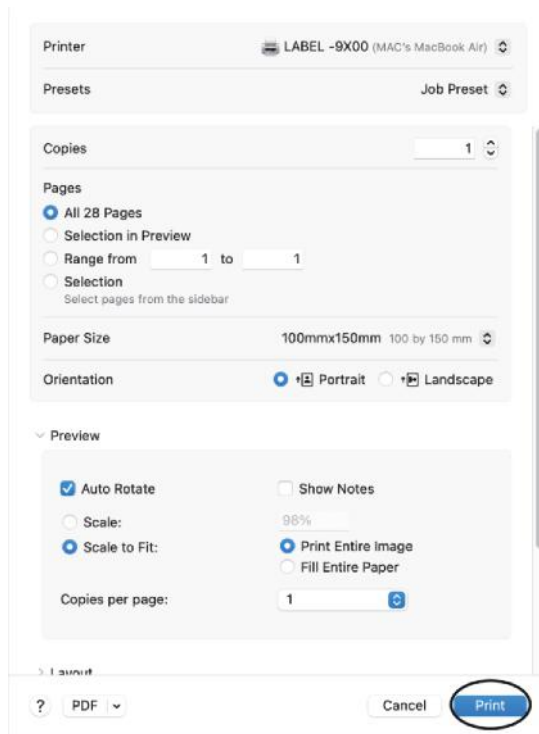 Printer LABEL -9X00 (MAC's MacBook Air)
Presets Job Preset
Copies 1
Pages
All 28 Pages
Selection in Preview
Range from 1 to 1
Selection
Select pages from the sidebar
Paper Size 100mmx150mm 100 by 150 mm
Orientation Portrait Landscape
Preview
Auto Rotate Show Notes
Scale: 98%
Scale to Fit: Print Entire Image
Fill Entire Paper
Copies per page: 1
Layout
? PDF Cancel Print